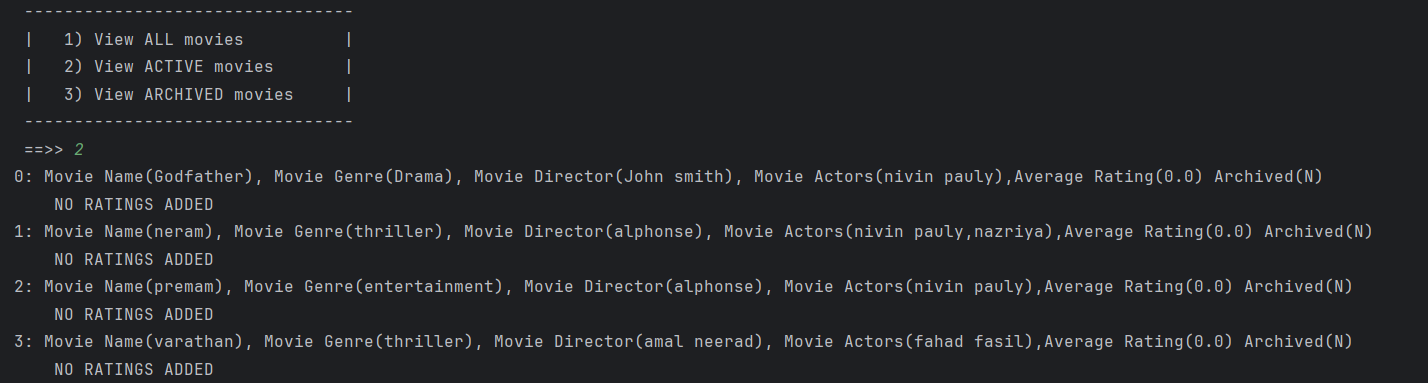 ---------------------------------
|   1) View ALL movies          |
|   2) View ACTIVE movies       |
|   3) View ARCHIVED movies     |
---------------------------------
==>> 2
0: Movie Name(Godfather), Movie Genre(Drama), Movie Director(John smith), Movie Actors(nivin pauly),Average Rating(0.0) Archived(N)
    NO RATINGS ADDED
1: Movie Name(neram), Movie Genre(thriller), Movie Director(alphonse), Movie Actors(nivin pauly,nazriya),Average Rating(0.0) Archived(N)
    NO RATINGS ADDED
2: Movie Name(premam), Movie Genre(entertainment), Movie Director(alphonse), Movie Actors(nivin pauly),Average Rating(0.0) Archived(N)
    NO RATINGS ADDED
3: Movie Name(varathan), Movie Genre(thriller), Movie Director(amal neerad), Movie Actors(fahad fasil),Average Rating(0.0) Archived(N)
    NO RATINGS ADDED